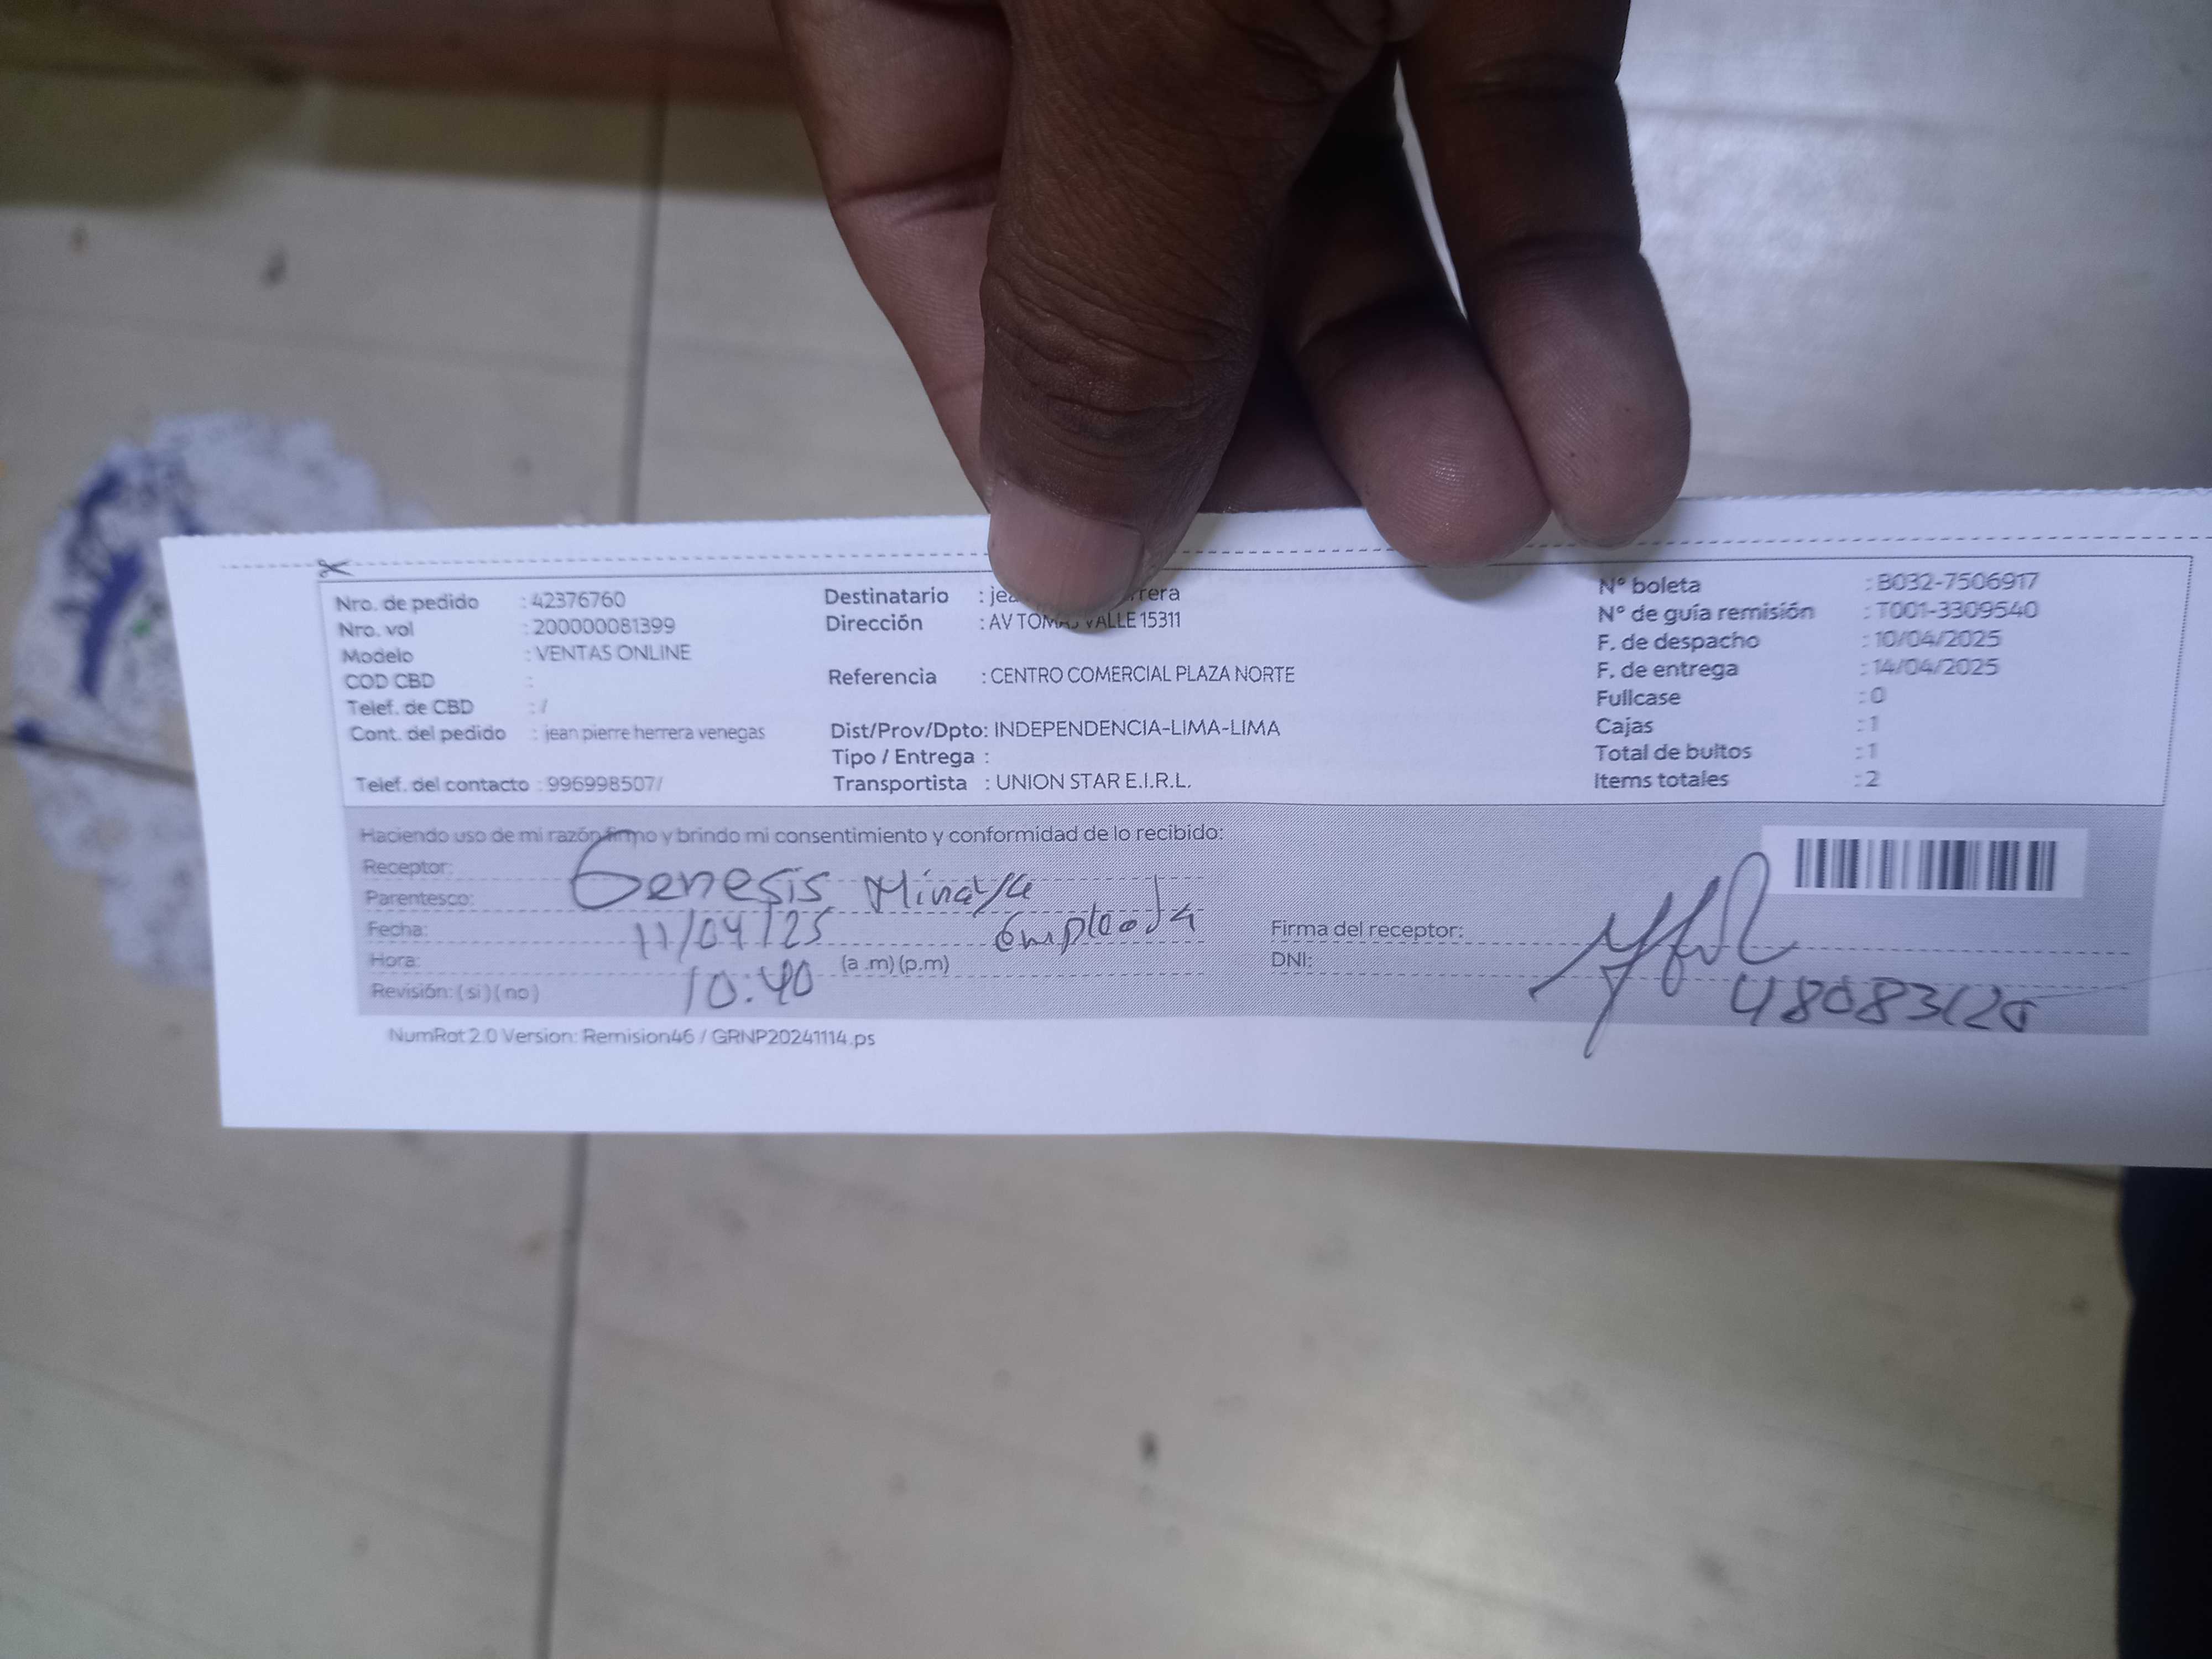 Nro. de pedido : 42376760
Nro. vol : 200000081399
Modelo : VENTAS ONLINE
COD CBD :
Telef. de CBD : /
Cont. del pedido : jean pierre herrera venegas
Telef. del contacto : 996998507/
Destinatario :
Dirección : AV VALLE 15311
Referencia : CENTRO COMERCIAL PLAZA NORTE
Dist/Prov/Dpto: INDEPENDENCIA-LIMA-LIMA
Tipo / Entrega :
Transportista : UNION STAR E.I.R.L.
N° boleta : B032-7506917
N° de guía remisión : T001-3309540
F. de despacho : 10/04/2025
F. de entrega : 14/04/2025
Fullcase : 0
Cajas : 1
Total de bultos : 1
Items totales : 2
Haciendo uso de mi razón firmo y brindo mi consentimiento y conformidad de lo recibido:
Receptor: Genesis
Parentesco:
Fecha: 11/04/25
Hora: 10:40 (a .m) (p.m)
Revisión: ( si ) ( no )
Firma del receptor:
DNI:
NumRot 2.0 Version: Remision46 / GRNP20241114.ps